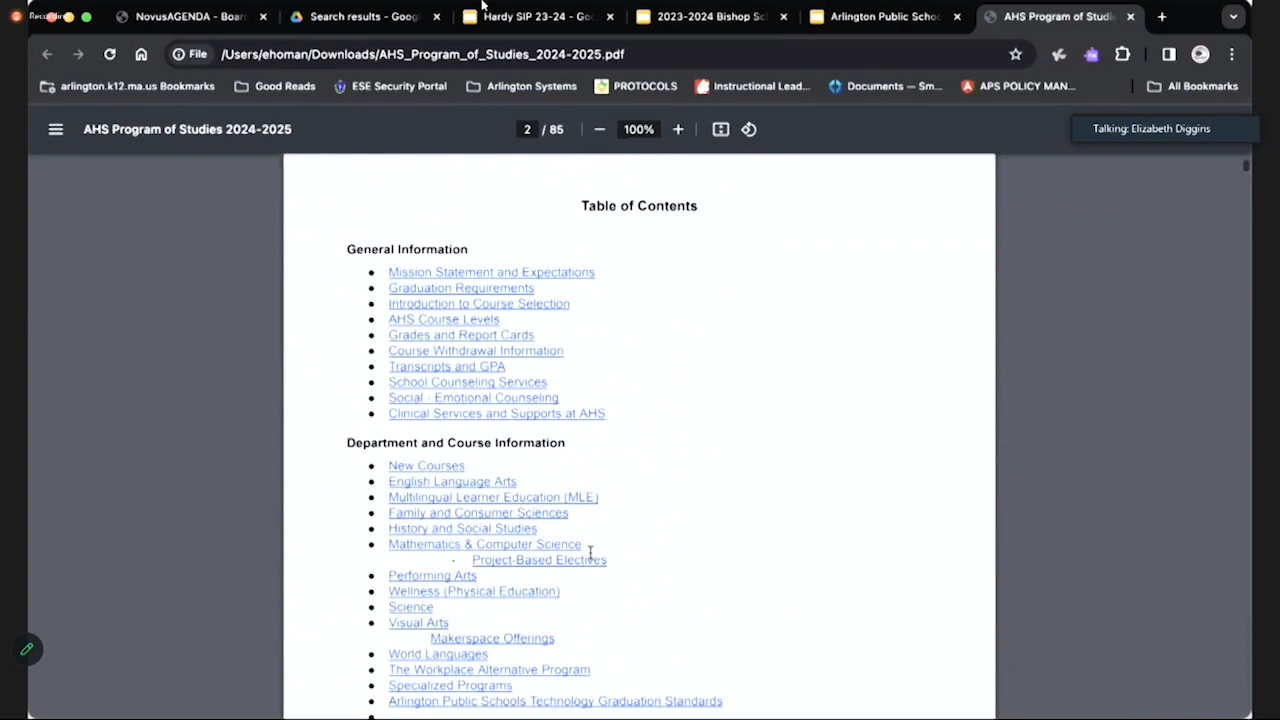 Recording
NovusAGENDA - Boar
Search results - Goog
Hardy SIP 23-24 - Go
2023-2024 Bishop Sc
Arlington Public Scho
AHS Program of Studi
File
/Users/ehoman/Downloads/AHS_Program_of_Studies_2024-2025.pdf
arlington.k12.ma.us Bookmarks
Good Reads
ESE Security Portal
Arlington Systems
PROTOCOLS
Instructional Lead...
Documents — Sm...
APS POLICY MAN...
All Bookmarks
AHS Program of Studies 2024-2025
2 / 85
100%
Talking: Elizabeth Diggins
Table of Contents
General Information
Mission Statement and Expectations
Graduation Requirements
Introduction to Course Selection
AHS Course Levels
Grades and Report Cards
Course Withdrawal Information
Transcripts and GPA
School Counseling Services
Social - Emotional Counseling
Clinical Services and Supports at AHS
Department and Course Information
New Courses
English Language Arts
Multilingual Learner Education (MLE)
Family and Consumer Sciences
History and Social Studies
Mathematics & Computer Science
- Project-Based Electives
Performing Arts
Wellness (Physical Education)
Science
Visual Arts
Makerspace Offerings
World Languages
The Workplace Alternative Program
Specialized Programs
Arlington Public Schools Technology Graduation Standards